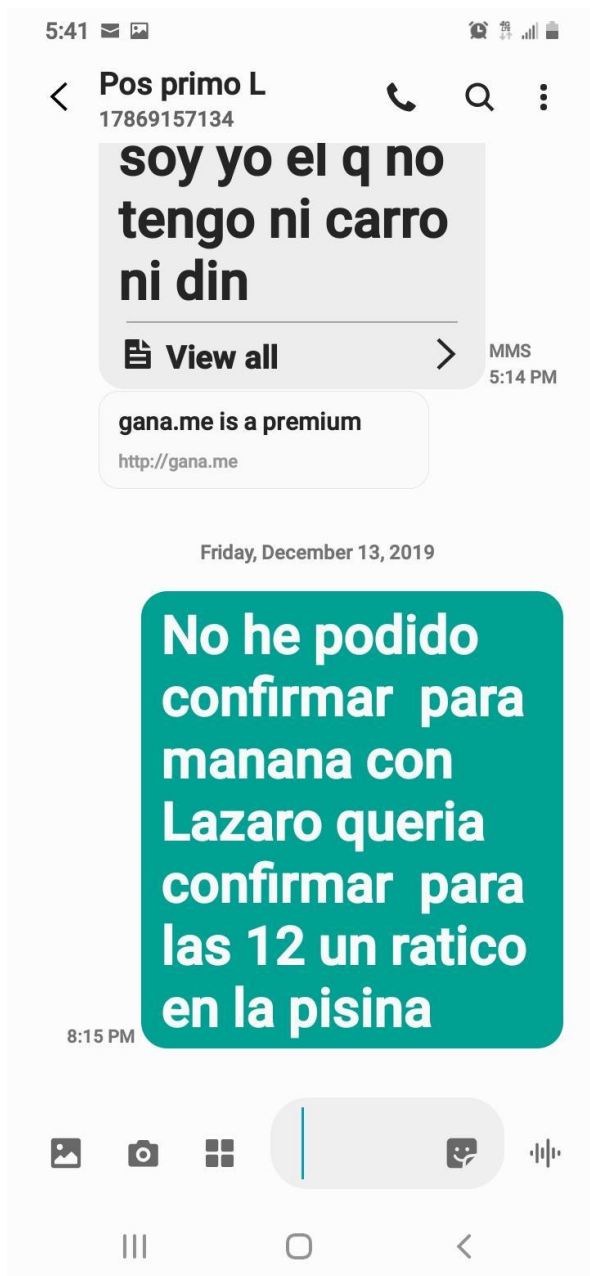 5:41
Pos primo L
17869157134
soy yo el q no
tengo ni carro
ni din
View all
MMS
5:14 PM
gana.me is a premium
http://gana.me
Friday, December 13, 2019
No he podido
confirmar para
manana con
Lazaro queria
confirmar para
las 12 un ratico
en la pisina
8:15 PM